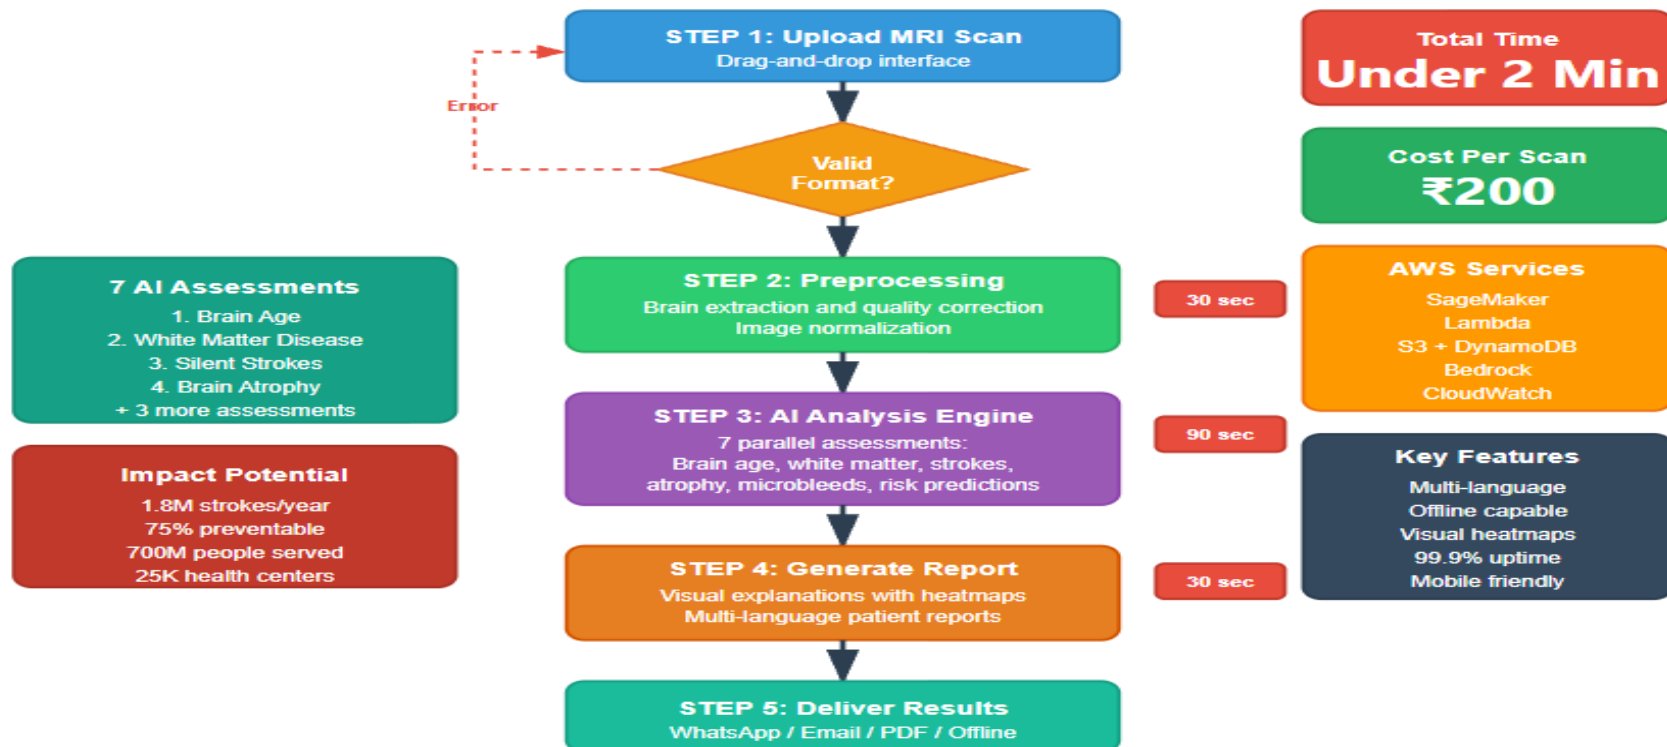 STEP 1: Upload MRI Scan
Drag-and-drop interface
Error
Valid
Format?
STEP 2: Preprocessing
Brain extraction and quality correction
Image normalization
30 sec
STEP 3: AI Analysis Engine
7 parallel assessments:
Brain age, white matter, strokes,
atrophy, microbleeds, risk predictions
90 sec
STEP 4: Generate Report
Visual explanations with heatmaps
Multi-language patient reports
30 sec
STEP 5: Deliver Results
WhatsApp / Email / PDF / Offline
7 AI Assessments
1. Brain Age
2. White Matter Disease
3. Silent Strokes
4. Brain Atrophy
+ 3 more assessments
Impact Potential
1.8M strokes/year
75% preventable
700M people served
25K health centers
Total Time
Under 2 Min
Cost Per Scan
₹200
AWS Services
SageMaker
Lambda
S3 + DynamoDB
Bedrock
CloudWatch
Key Features
Multi-language
Offline capable
Visual heatmaps
99.9% uptime
Mobile friendly